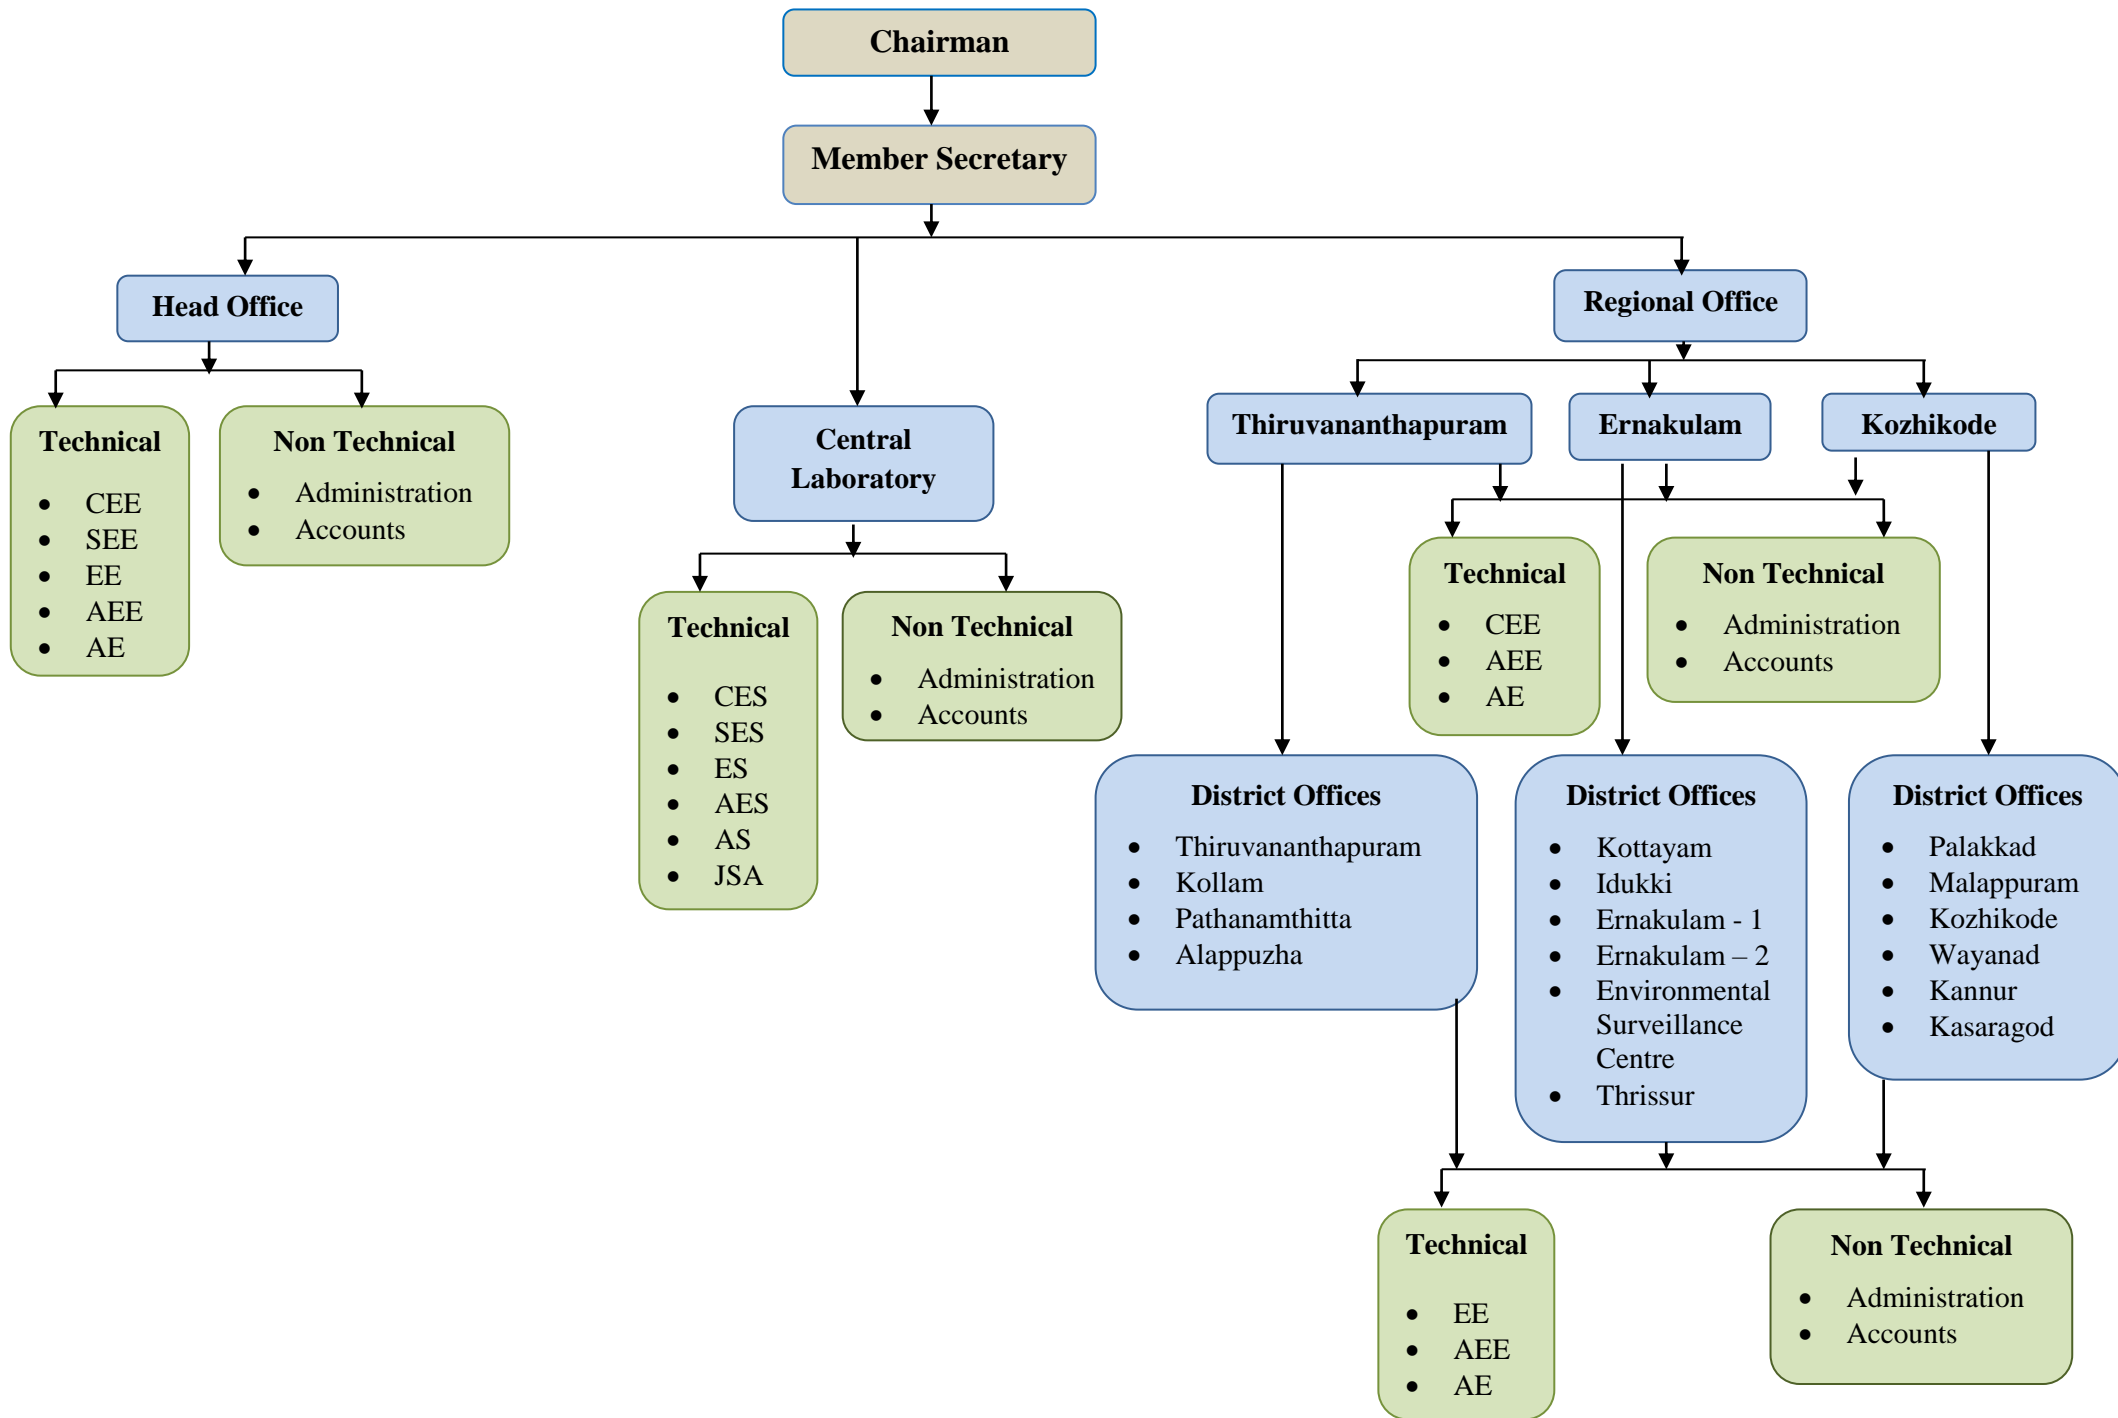 Chairman
Member Secretary
Head Office
Regional Office
Technical
• CEE
• SEE
• EE
• AEE
• AE
Non Technical
• Administration
• Accounts
Central
Laboratory
Technical
• CES
• SES
• ES
• AES
• AS
• JSA
Non Technical
• Administration
• Accounts
Thiruvananthapuram
Ernakulam
Kozhikode
Technical
• CEE
• AEE
• AE
Non Technical
• Administration
• Accounts
District Offices
• Thiruvananthapuram
• Kollam
• Pathanamthitta
• Alappuzha
District Offices
• Kottayam
• Idukki
• Ernakulam - 1
• Ernakulam – 2
• Environmental
Surveillance
Centre
• Thrissur
District Offices
• Palakkad
• Malappuram
• Kozhikode
• Wayanad
• Kannur
• Kasaragod
Technical
• EE
• AEE
• AE
Non Technical
• Administration
• Accounts